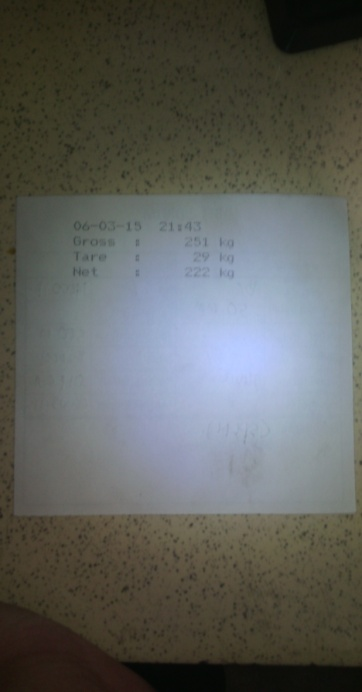 06-03-15 21:43
Gross : 251 kg
Tare : 29 kg
Net : 222 kg